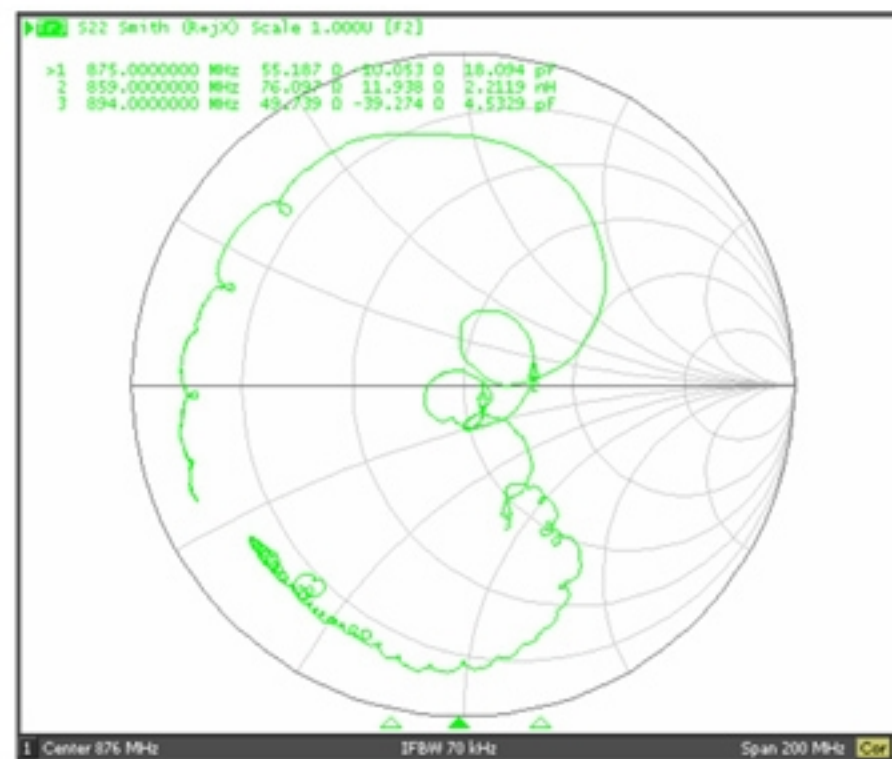 S22 Smith (R+jX) Scale 1.000U [F2]
>1 875.0000000 MHz 55.187 Ω -10.053 Ω 18.094 pF
2 859.0000000 MHz Ω 11.938 Ω 2.2119 nH
3 894.0000000 MHz 49.739 Ω -39.274 Ω 4.5329 pF
1 Center 876 MHz IFBW 70 kHz Span 200 MHz Cor